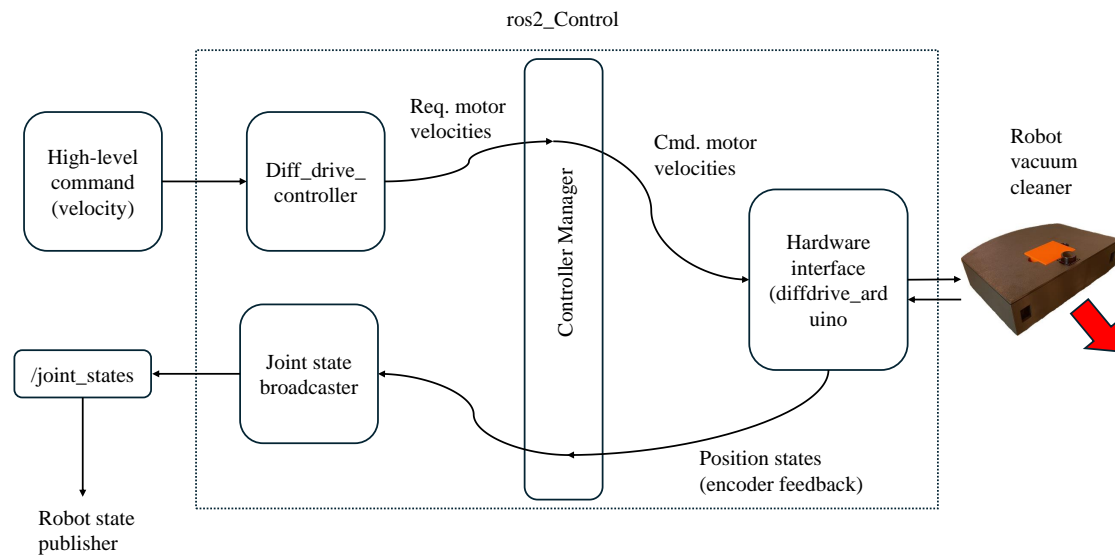 ros2_Control
High-level
command
(velocity)
Diff_drive_
controller
Req. motor
velocities
Controller Manager
Cmd. motor
velocities
Hardware
interface
(diffdrive_ard
uino
Robot
vacuum
cleaner
/joint_states
Joint state
broadcaster
Position states
(encoder feedback)
Robot state
publisher